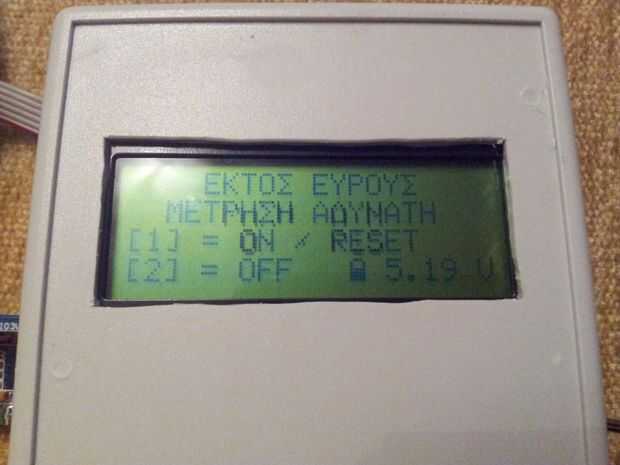 ΕΚΤΟΣ ΕΥΡΟΥΣ
ΜΕΤΡΗΣΗ ΑΔΥΝΑΤΗ
[1] = ON / RESET
[2] = OFF 5.19 V